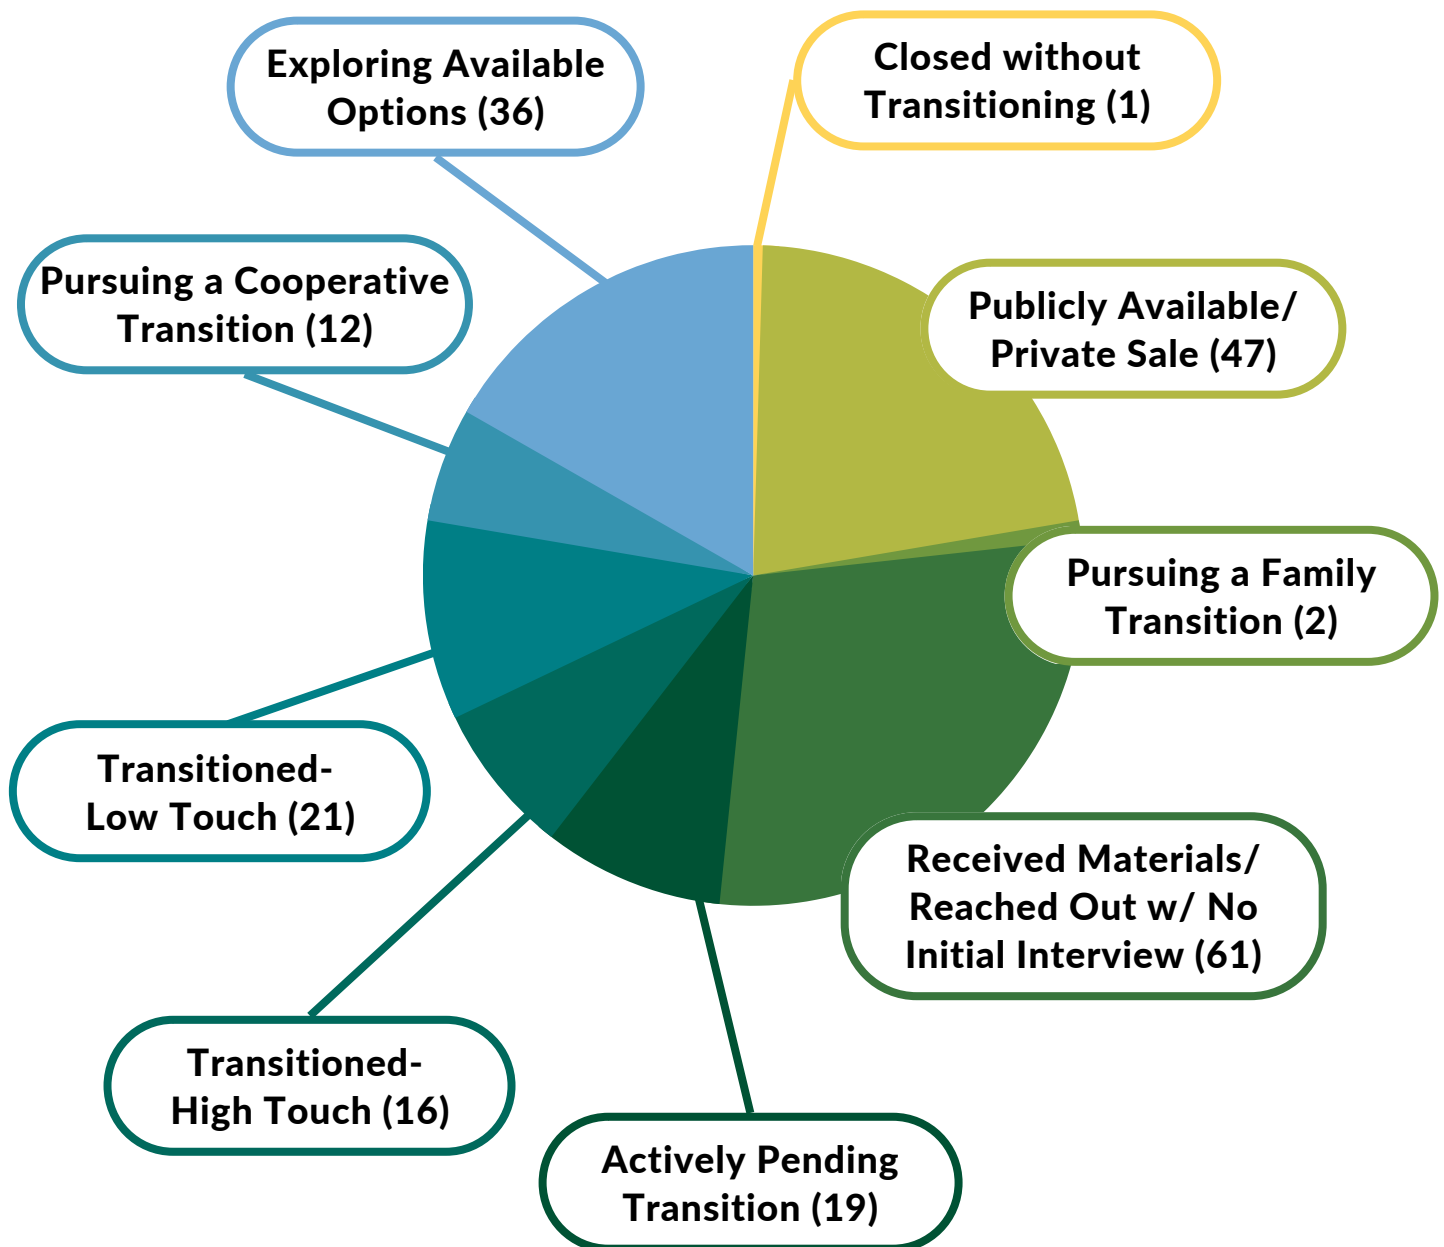 Exploring Available
Options (36)
Closed without
Transitioning (1)
Pursuing a Cooperative
Transition (12)
Publicly Available/
Private Sale (47)
Pursuing a Family
Transition (2)
Transitioned-
Low Touch (21)
Received Materials/
Reached Out w/ No
Initial Interview (61)
Transitioned-
High Touch (16)
Actively Pending
Transition (19)